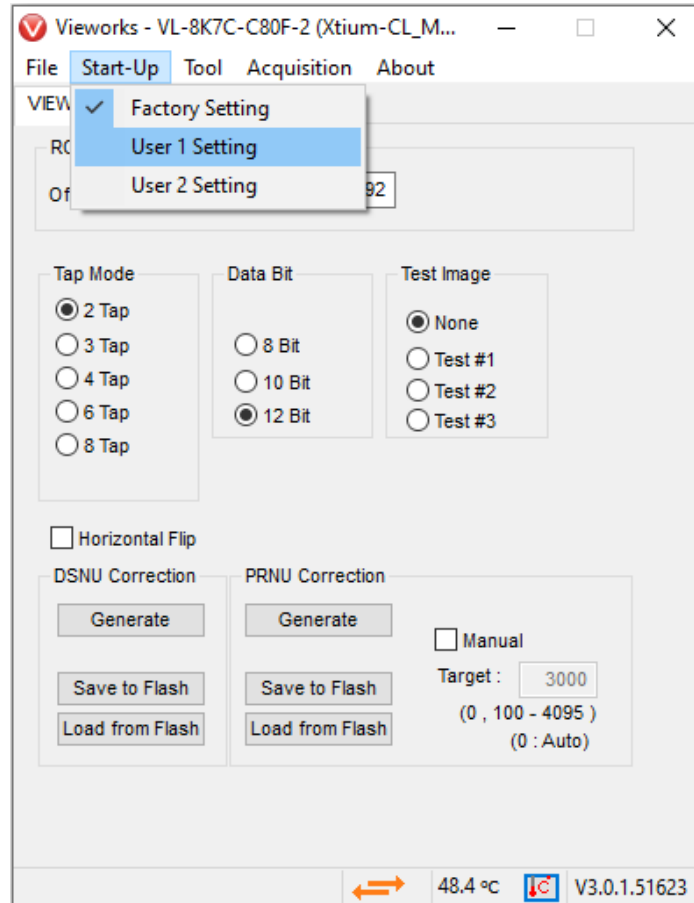 Vieworks - VL-8K7C-C80F-2 (Xtium-CL_M...
File Start-Up Tool Acquisition About
VIEW
Factory Setting
User 1 Setting
User 2 Setting
RO
Of
92
Tap Mode
2 Tap
3 Tap
4 Tap
6 Tap
8 Tap
Data Bit
8 Bit
10 Bit
12 Bit
Test Image
None
Test #1
Test #2
Test #3
Horizontal Flip
DSNU Correction
Generate
Save to Flash
Load from Flash
PRNU Correction
Generate
Save to Flash
Load from Flash
Manual
Target : 3000
(0 , 100 - 4095 )
(0 : Auto)
48.4 ºC C V3.0.1.51623